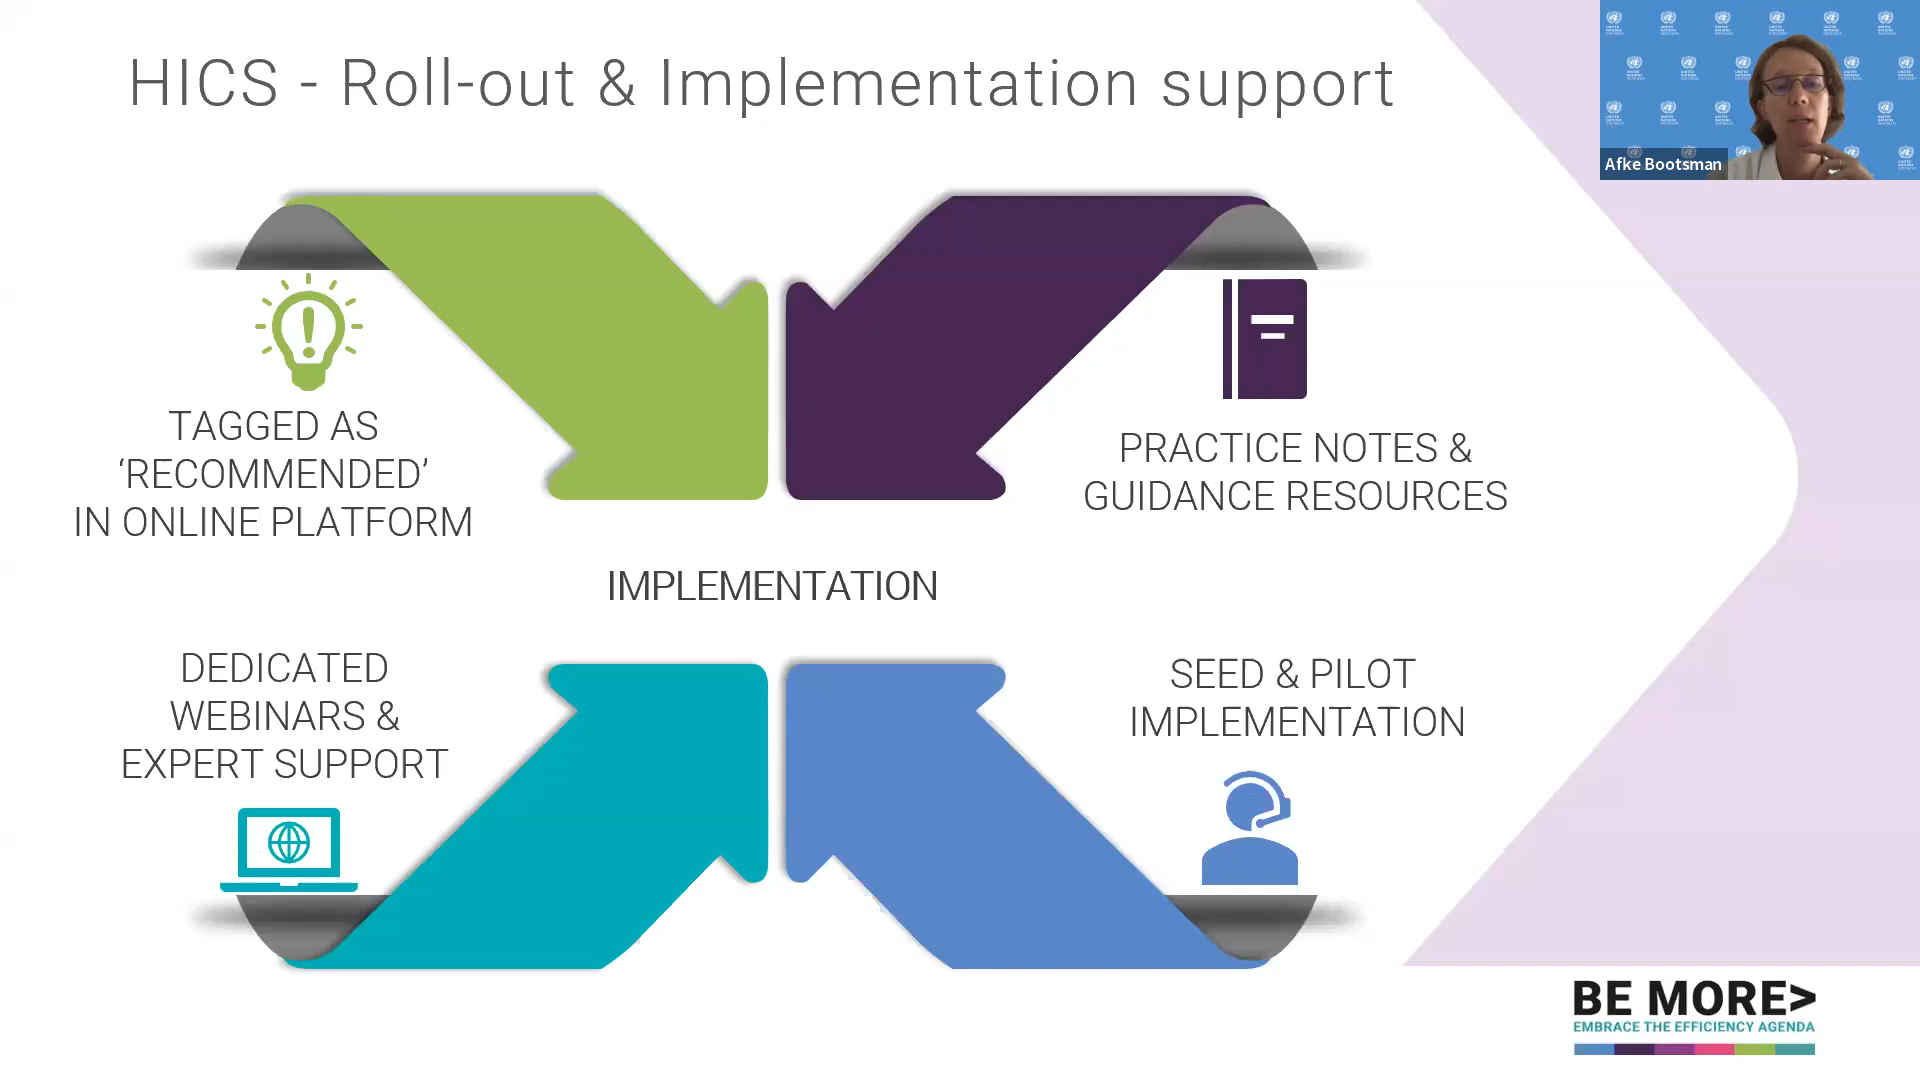 HICS - Roll-out & Implementation support
Afke Bootsman
TAGGED AS
‘RECOMMENDED’
IN ONLINE PLATFORM
PRACTICE NOTES &
GUIDANCE RESOURCES
IMPLEMENTATION
DEDICATED
WEBINARS &
EXPERT SUPPORT
SEED & PILOT
IMPLEMENTATION
BE MORE>
EMBRACE THE EFFICIENCY AGENDA